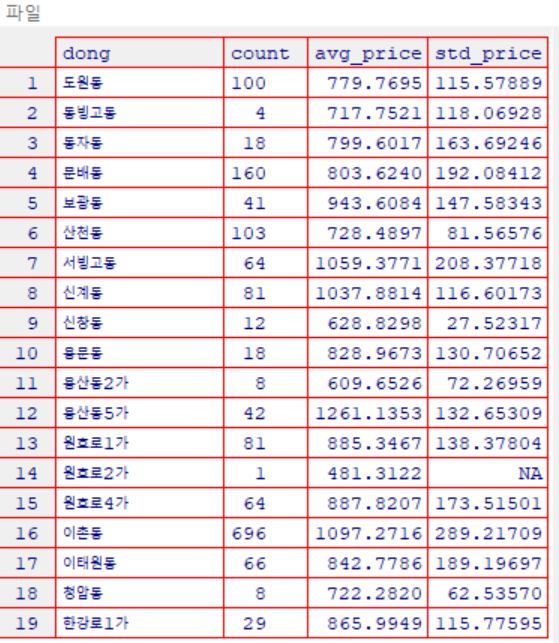 파일
dong count avg_price std_price
1 도원동 100 779.7695 115.57889
2 동빙고동 4 717.7521 118.06928
3 동자동 18 799.6017 163.69246
4 문배동 160 803.6240 192.08412
5 보광동 41 943.6084 147.58343
6 산천동 103 728.4897 81.56576
7 서빙고동 64 1059.3771 208.37718
8 신계동 81 1037.8814 116.60173
9 신창동 12 628.8298 27.52317
10 용문동 18 828.9673 130.70652
11 용산동2가 8 609.6526 72.26959
12 용산동5가 42 1261.1353 132.65309
13 원효로1가 81 885.3467 138.37804
14 원효로2가 1 481.3122 NA
15 원효로4가 64 887.8207 173.51501
16 이촌동 696 1097.2716 289.21709
17 이태원동 66 842.7786 189.19697
18 청암동 8 722.2820 62.53570
19 한강로1가 29 865.9949 115.77595